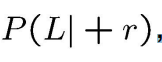 P(L| + r),